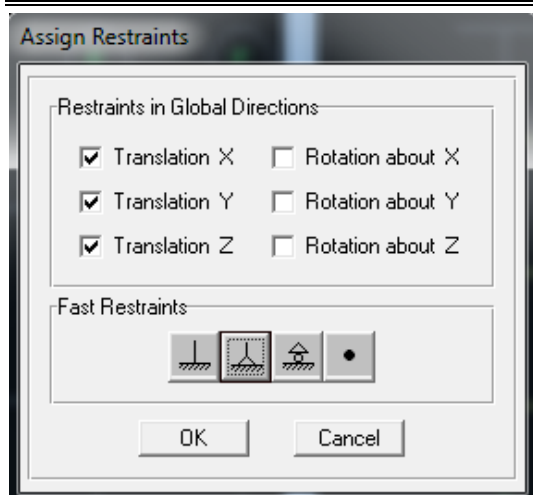 Assign Restraints
Restraints in Global Directions
Translation X Rotation about X
Translation Y Rotation about Y
Translation Z Rotation about Z
Fast Restraints
OK Cancel